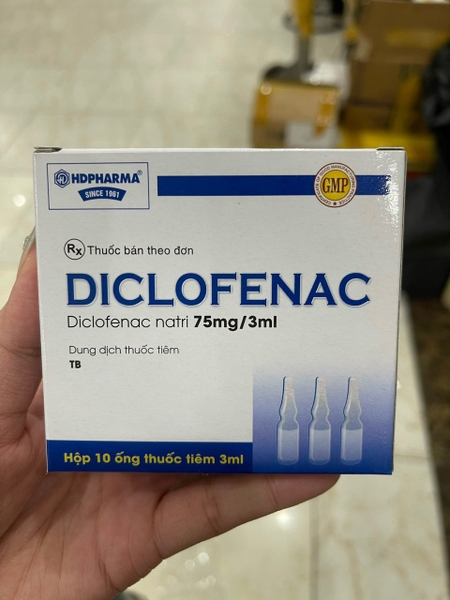 HDPHARMA®
SINCE 1961
GMP
Rx Thuốc bán theo đơn
DICLOFENAC
Diclofenac natri 75mg/3ml
Dung dịch thuốc tiêm
TB
Hộp 10 ống thuốc tiêm 3ml